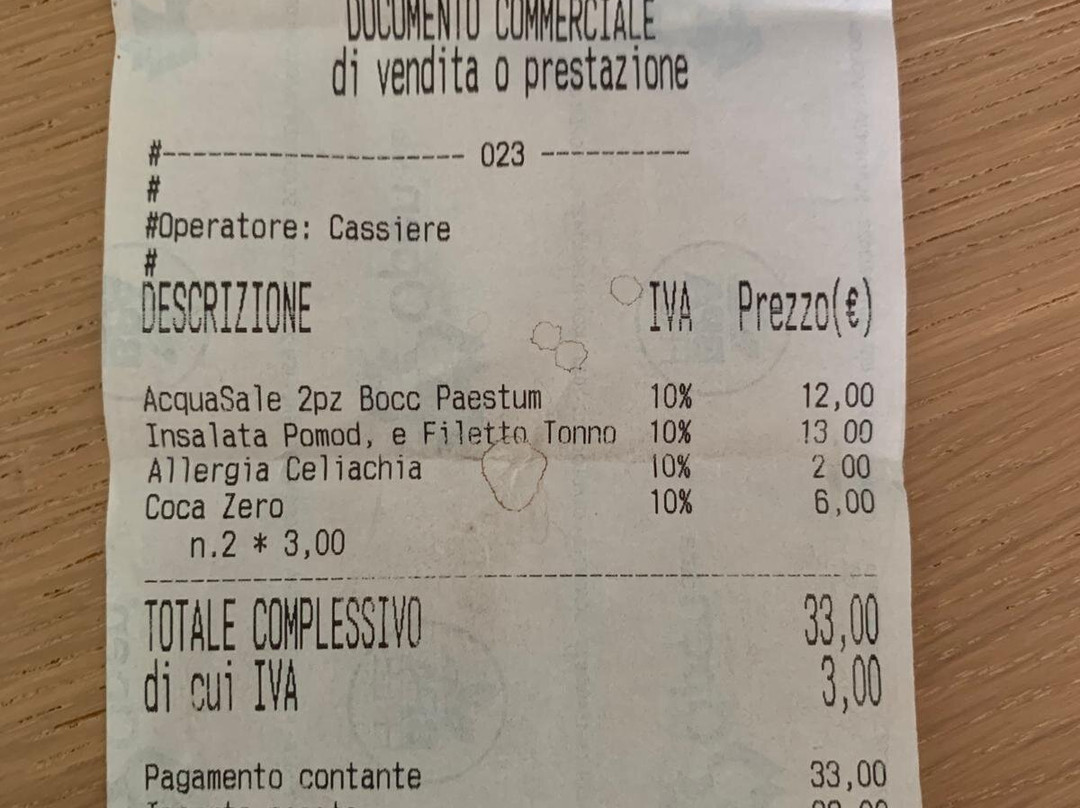 DOCUMENTO COMMERCIALE
di vendita o prestazione
#------------------- 023 ----------
#
#Operatore: Cassiere
#
DESCRIZIONE IVA Prezzo(€)
AcquaSale 2pz Bocc Paestum 10% 12,00
Insalata Pomod, e Filetto Tonno 10% 13 00
Allergia Celiachia 10% 2 00
Coca Zero 10% 6,00
n.2 * 3,00
----------------------------------------------
TOTALE COMPLESSIVO 33,00
di cui IVA 3,00
Pagamento contante 33,00